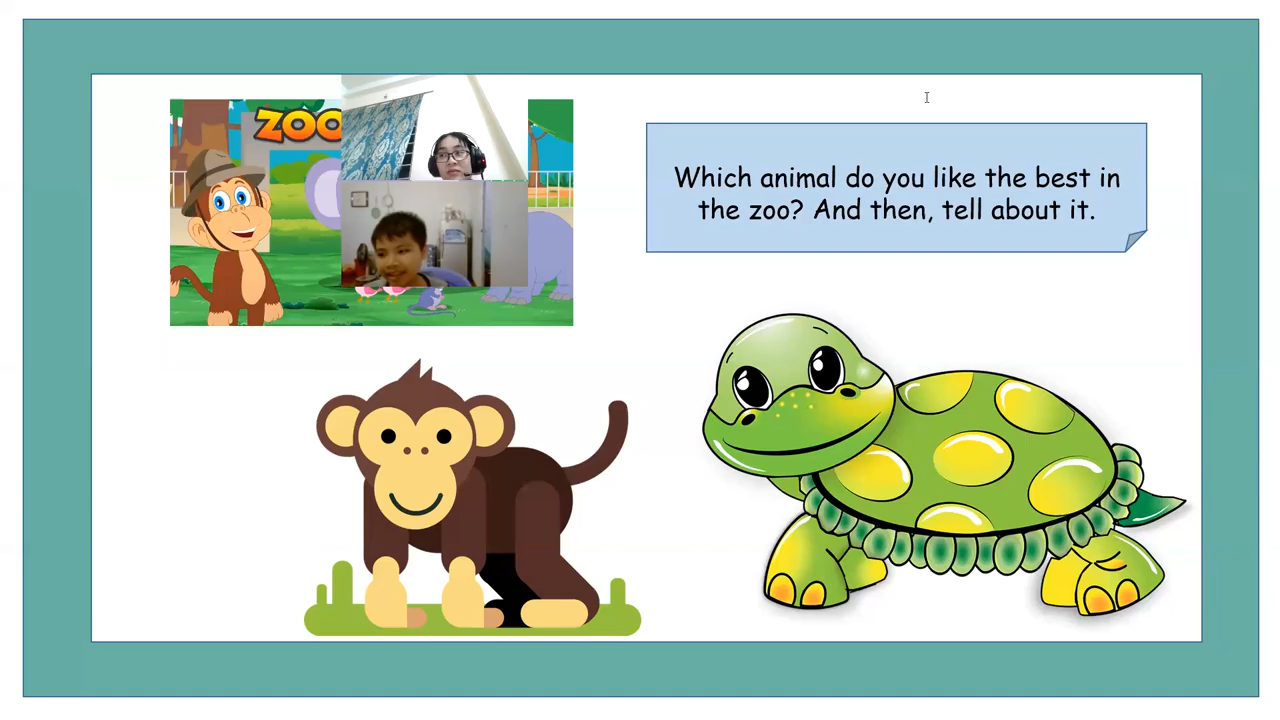 ZOO
Which animal do you like the best in
the zoo? And then, tell about it.